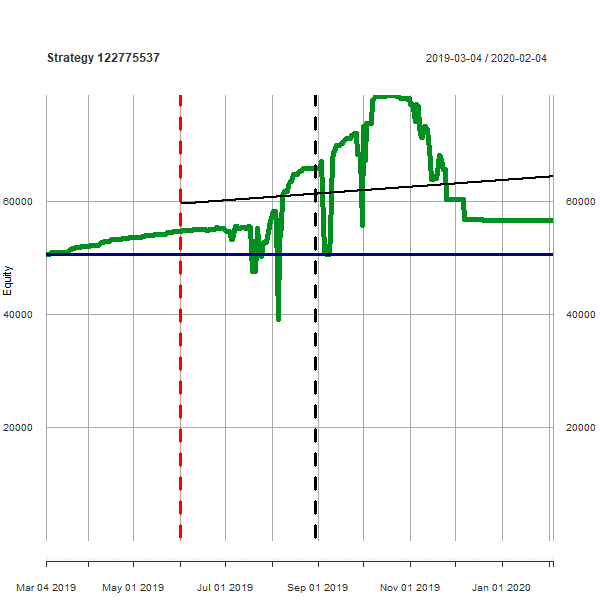 Strategy 122775537
2019-03-04 / 2020-02-04
60000
60000
Equity
40000
40000
20000
20000
Mar 04 2019
May 01 2019
Jul 01 2019
Sep 01 2019
Nov 01 2019
Jan 01 2020